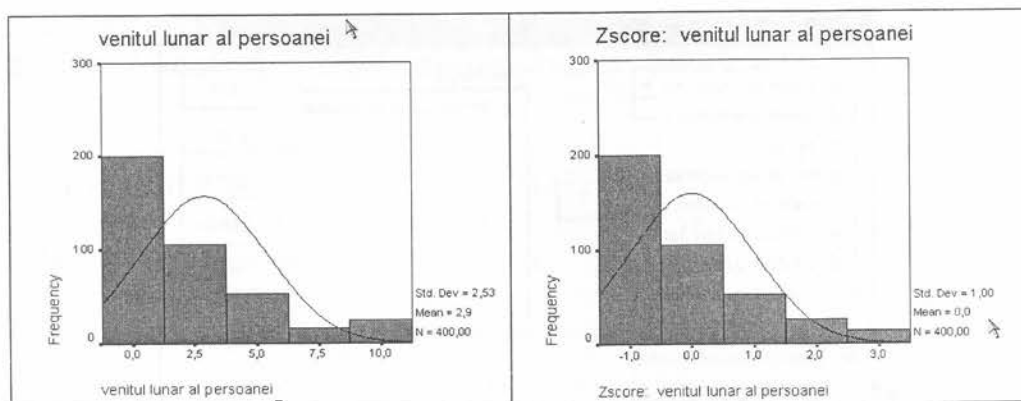 venitul lunar al persoanei
300
200
100
0
Frequency
0,0 2,5 5,0 7,5 10,0
venitul lunar al persoanei
Std. Dev = 2,53
Mean = 2,9
N = 400,00
Zscore: venitul lunar al persoanei
300
200
100
0
Frequency
-1,0 0,0 1,0 2,0 3,0
Zscore: venitul lunar al persoanei
Std. Dev = 1,00
Mean = 0,0
N = 400,00